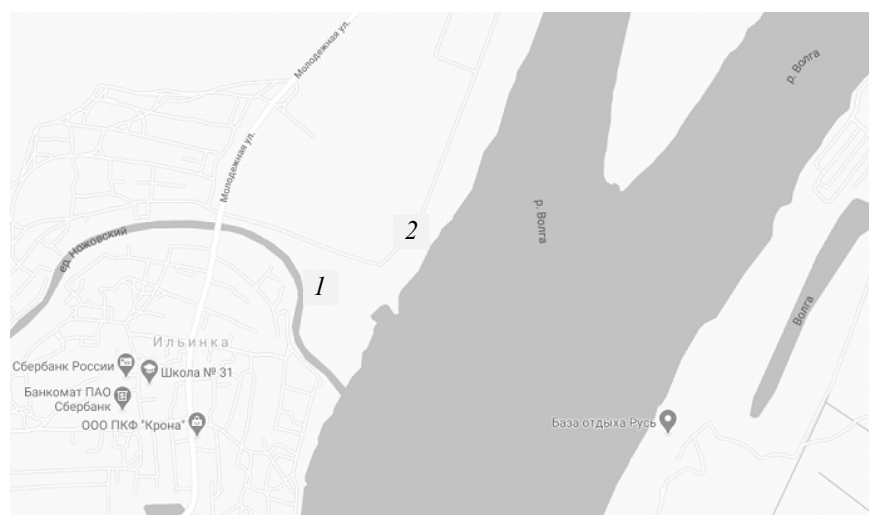 Молодежная ул.
р. Волга
Молодежная ул.
р. Волга
2
ер. Ножовский
1
Волга
Ильинка
Сбербанк России
Школа № 31
Банкомат ПАО
Сбербанк
ООО ПКФ "Крона"
База отдыха Русь